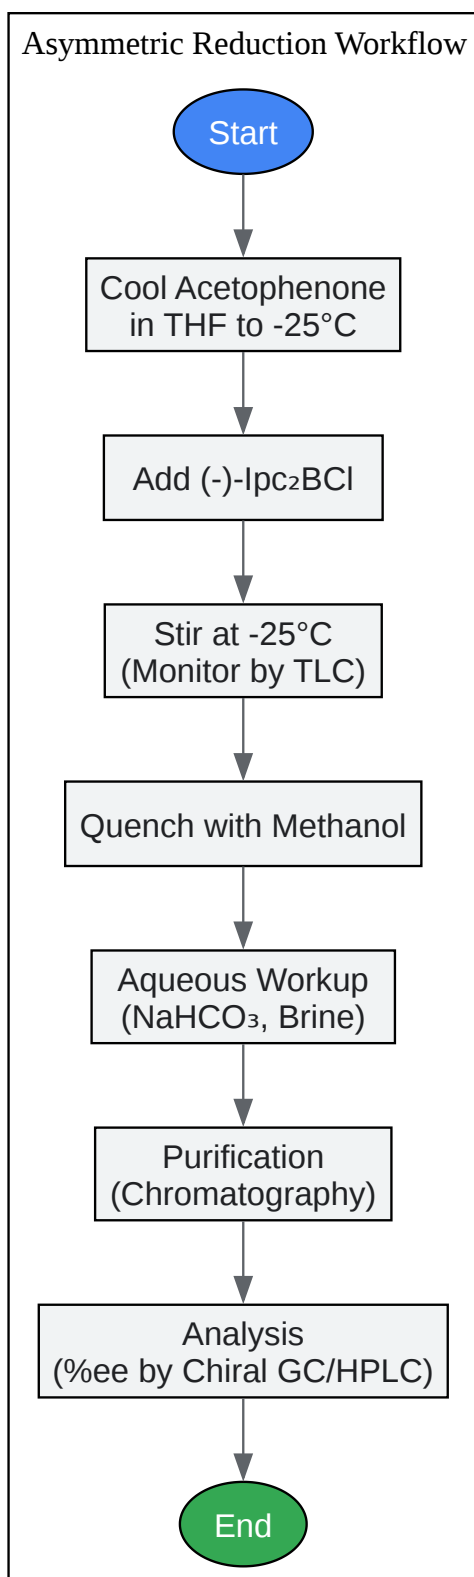 Asymmetric Reduction Workflow
Start
Cool Acetophenone
in THF to -25°C
Add (-)-Ipc₂BCl
Stir at -25°C
(Monitor by TLC)
Quench with Methanol
Aqueous Workup
(NaHCO₃, Brine)
Purification
(Chromatography)
Analysis
(%ee by Chiral GC/HPLC)
End